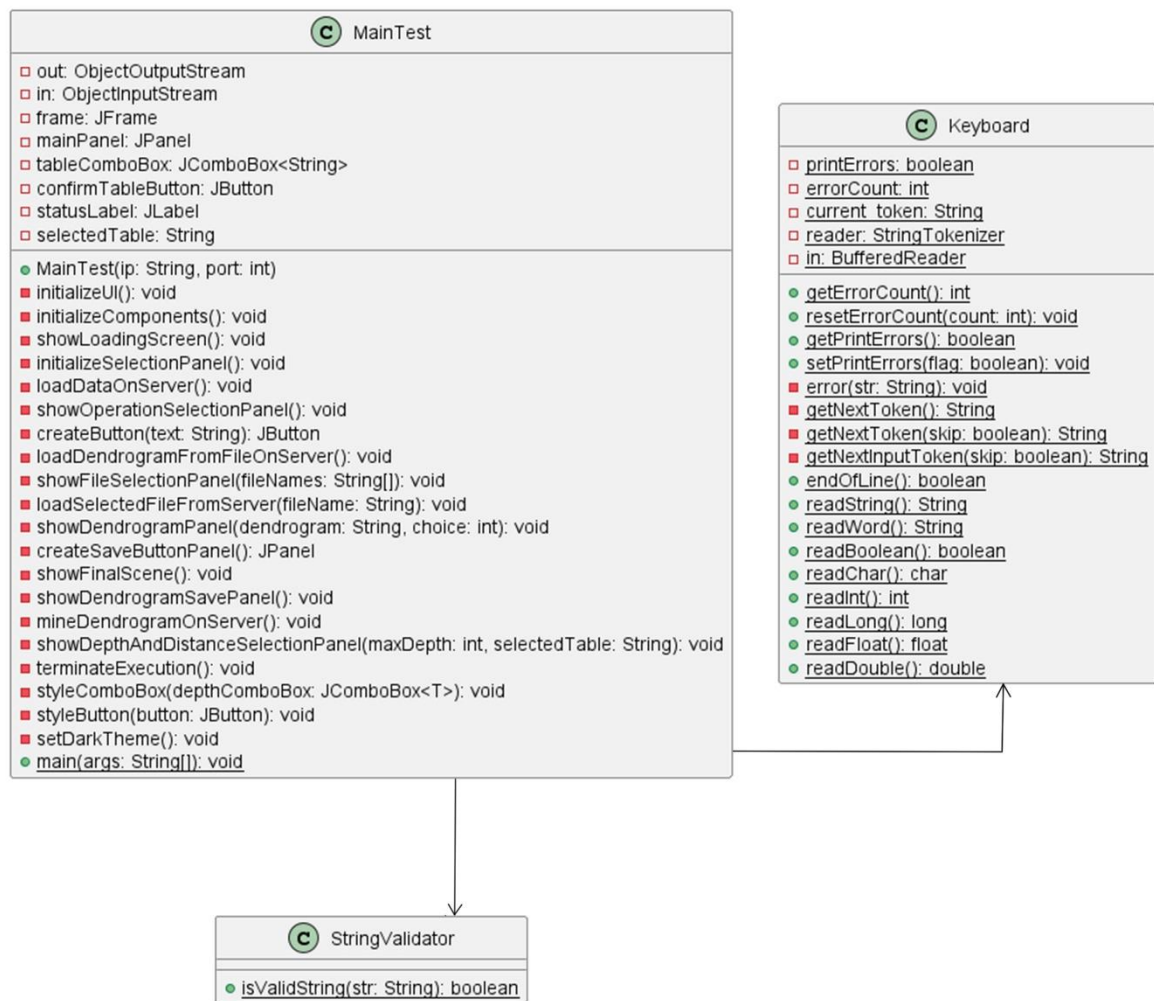 C MainTest
out: ObjectOutputStream
in: ObjectInputStream
frame: JFrame
mainPanel: JPanel
tableComboBox: JComboBox<String>
confirmTableButton: JButton
statusLabel: JLabel
selectedTable: String
MainTest(ip: String, port: int)
initializeUI(): void
initializeComponents(): void
showLoadingScreen(): void
initializeSelectionPanel(): void
loadDataOnServer(): void
showOperationSelectionPanel(): void
createButton(text: String): JButton
loadDendrogramFromFileOnServer(): void
showFileSelectionPanel(fileNames: String[]): void
loadSelectedFileFromServer(fileName: String): void
showDendrogramPanel(dendrogram: String, choice: int): void
createSaveButtonPanel(): JPanel
showFinalScene(): void
showDendrogramSavePanel(): void
mineDendrogramOnServer(): void
showDepthAndDistanceSelectionPanel(maxDepth: int, selectedTable: String): void
terminateExecution(): void
styleComboBox(depthComboBox: JComboBox<T>): void
styleButton(button: JButton): void
setDarkTheme(): void
main(args: String[]): void
C Keyboard
printErrors: boolean
errorCount: int
current_token: String
reader: StringTokenizer
in: BufferedReader
getErrorCount(): int
resetErrorCount(count: int): void
getPrintErrors(): boolean
setPrintErrors(flag: boolean): void
error(str: String): void
getNextToken(): String
getNextToken(skip: boolean): String
getNextInputToken(skip: boolean): String
endOfLine(): boolean
readString(): String
readWord(): String
readBoolean(): boolean
readChar(): char
readInt(): int
readLong(): long
readFloat(): float
readDouble(): double
C StringValidator
isValidString(str: String): boolean